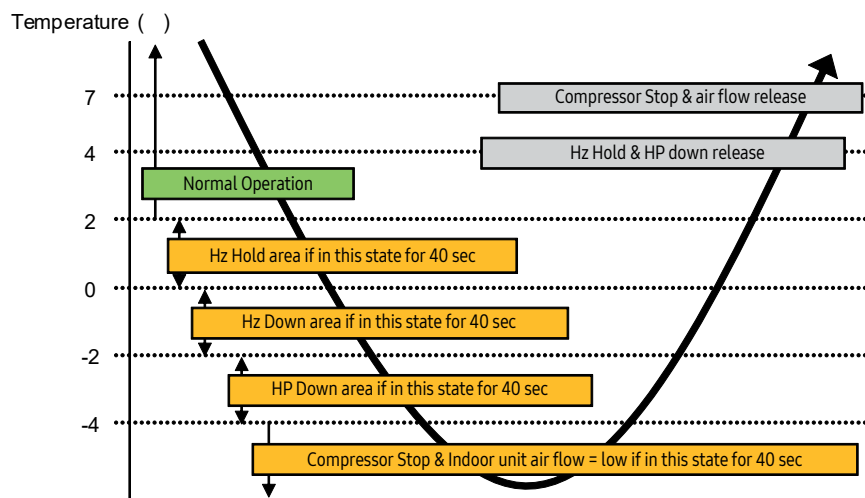 Temperature ( )
7
Compressor Stop & air flow release
4
Hz Hold & HP down release
Normal Operation
2
Hz Hold area if in this state for 40 sec
0
Hz Down area if in this state for 40 sec
-2
HP Down area if in this state for 40 sec
-4
Compressor Stop & Indoor unit air flow = low if in this state for 40 sec